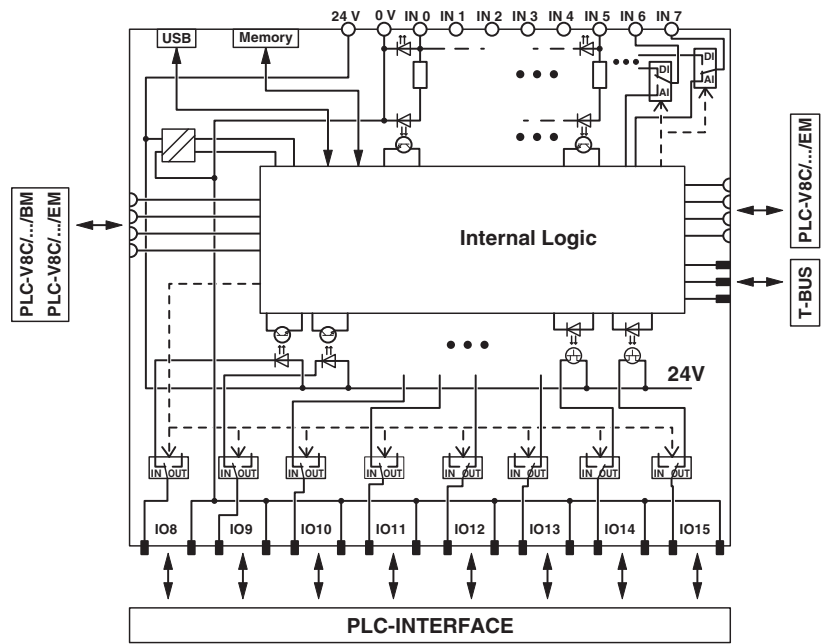 24 V 0 V IN 0 IN 1 IN 2 IN 3 IN 4 IN 5 IN 6 IN 7
USB
Memory
DI
AI
DI
AI
PLC-V8C/.../BM
PLC-V8C/.../EM
Internal Logic
PLC-V8C/.../EM
T-BUS
24V
IN OUT
IN OUT
IN OUT
IN OUT
IN OUT
IN OUT
IN OUT
IN OUT
IO8 IO9 IO10 IO11 IO12 IO13 IO14 IO15
PLC-INTERFACE